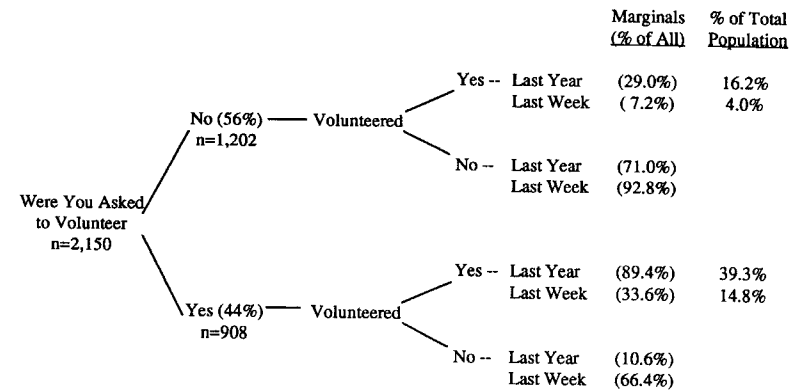 Marginals % of Total
(% of All) Population
Yes -- Last Year (29.0%) 16.2%
Last Week ( 7.2%) 4.0%
No (56%) Volunteered
n=1,202
No -- Last Year (71.0%)
Last Week (92.8%)
Were You Asked
to Volunteer
n=2,150
Yes -- Last Year (89.4%) 39.3%
Last Week (33.6%) 14.8%
Yes (44%) Volunteered
n=908
No -- Last Year (10.6%)
Last Week (66.4%)